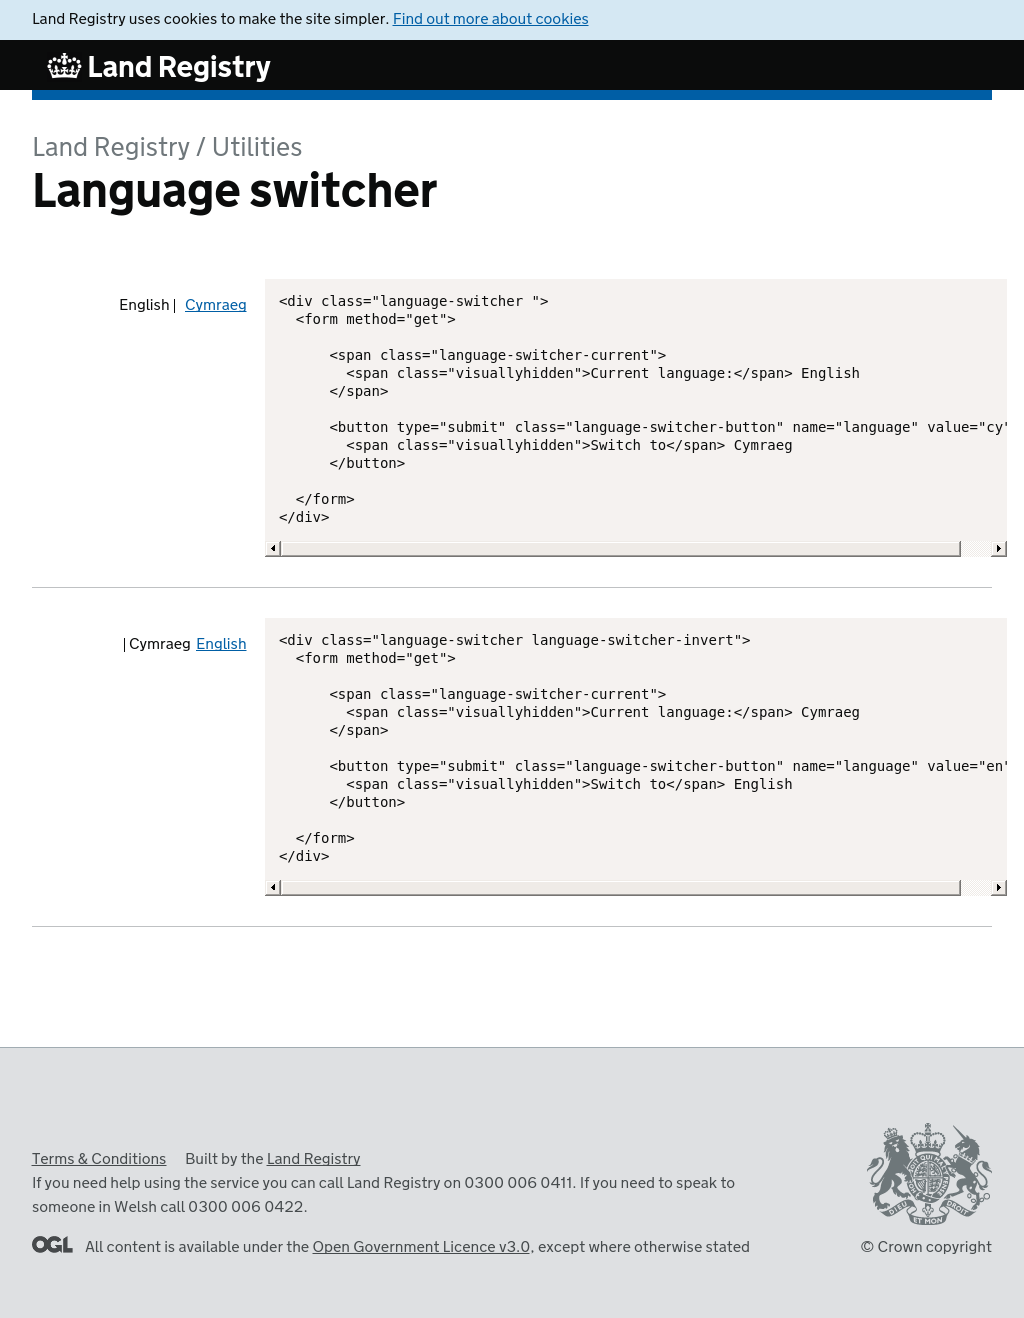 Land Registry uses cookies to make the site simpler. Find out more about cookies
Land Registry
Land Registry / Utilities
Language switcher
English | Cymraeg
<div class="language-switcher ">
  <form method="get">
      <span class="language-switcher-current">
        <span class="visuallyhidden">Current language:</span> English
      </span>
      <button type="submit" class="language-switcher-button" name="language" value="cy"
        <span class="visuallyhidden">Switch to</span> Cymraeg
      </button>
  </form>
</div>
| Cymraeg English
<div class="language-switcher language-switcher-invert">
  <form method="get">
      <span class="language-switcher-current">
        <span class="visuallyhidden">Current language:</span> Cymraeg
      </span>
      <button type="submit" class="language-switcher-button" name="language" value="en"
        <span class="visuallyhidden">Switch to</span> English
      </button>
  </form>
</div>
Terms & Conditions Built by the Land Registry
If you need help using the service you can call Land Registry on 0300 006 0411. If you need to speak to
someone in Welsh call 0300 006 0422.
OGL All content is available under the Open Government Licence v3.0, except where otherwise stated
DIEU ET MON DROIT
© Crown copyright